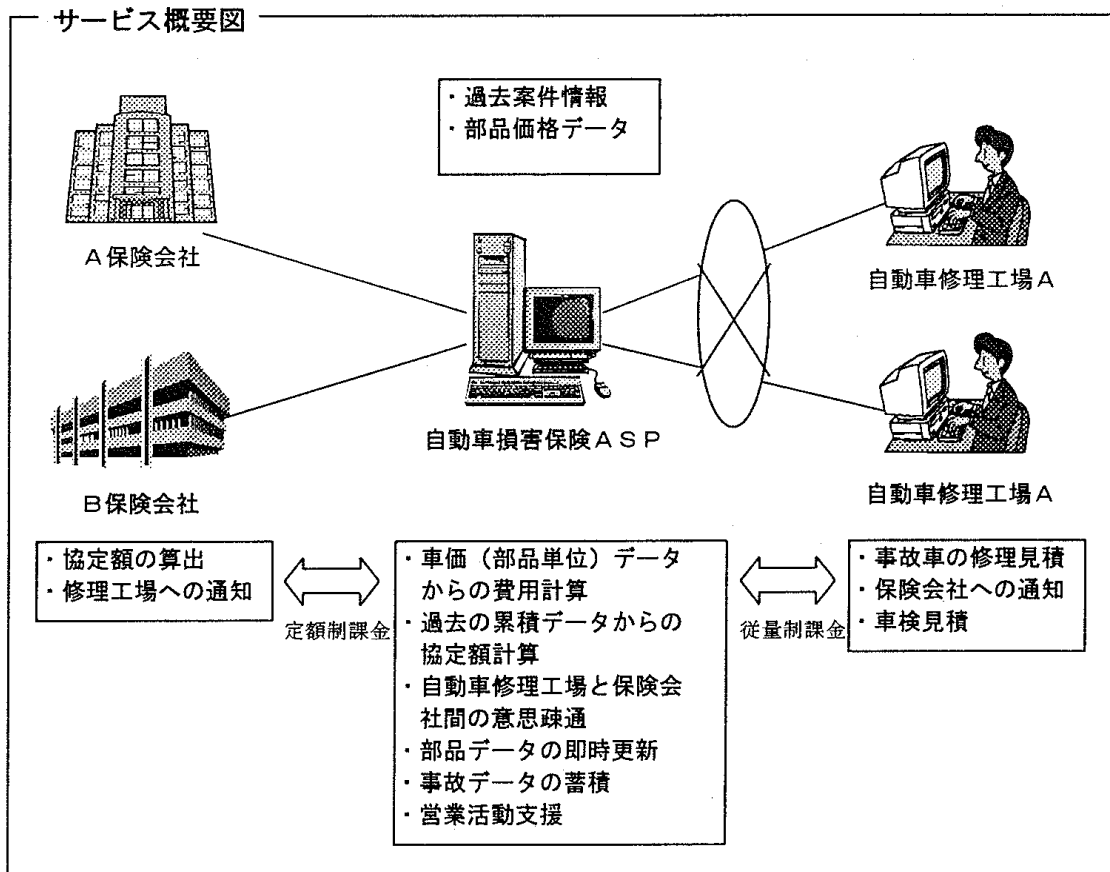 サービス概要図
・過去案件情報
・部品価格データ
A保険会社
自動車修理工場A
自動車損害保険ASP
B保険会社
自動車修理工場A
・協定額の算出
・修理工場への通知
定額制課金
・車価（部品単位）データ
からの費用計算
・過去の累積データからの
協定額計算
・自動車修理工場と保険会
社間の意思疎通
・部品データの即時更新
・事故データの蓄積
・営業活動支援
従量制課金
・事故車の修理見積
・保険会社への通知
・車検見積